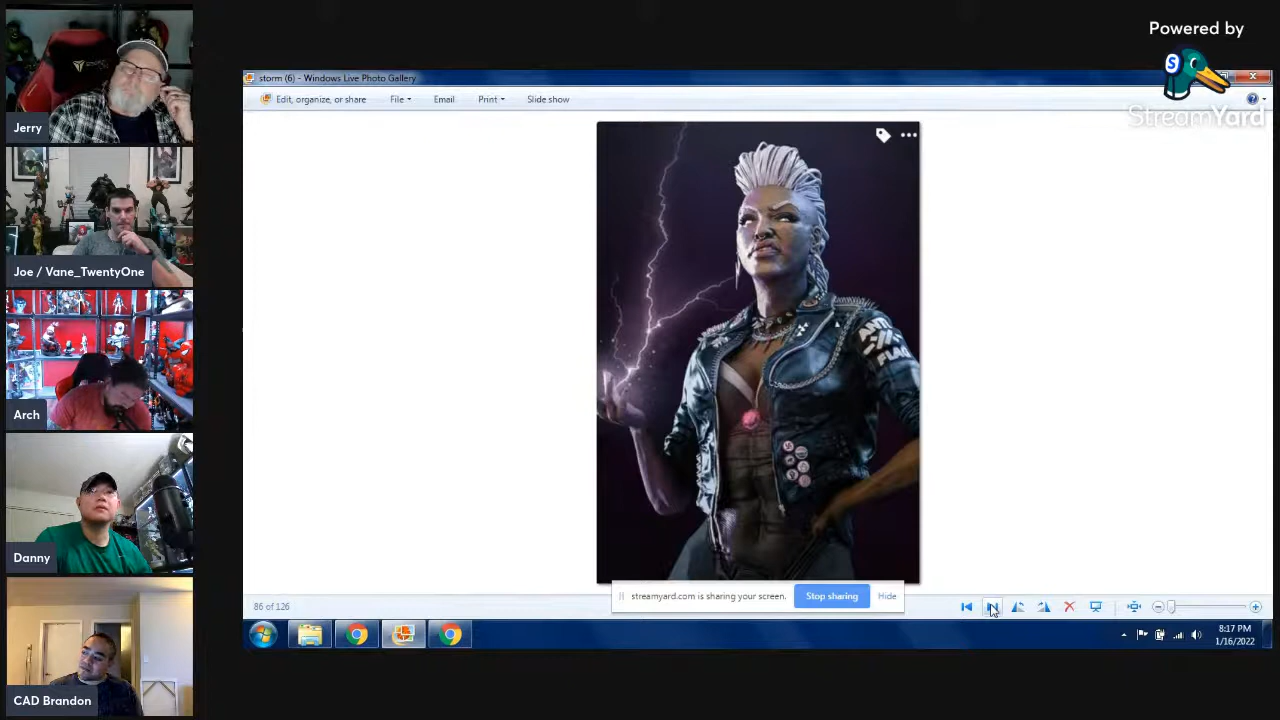 Powered by
S
StreamYard
storm (6) - Windows Live Photo Gallery
Edit, organize, or share File Email Print Slide show
Jerry
Joe / Vane_TwentyOne
ANTI
FLAG
Arch
Danny
streamyard.com is sharing your screen. Stop sharing Hide
86 of 126
8:17 PM
1/16/2022
CAD Brandon